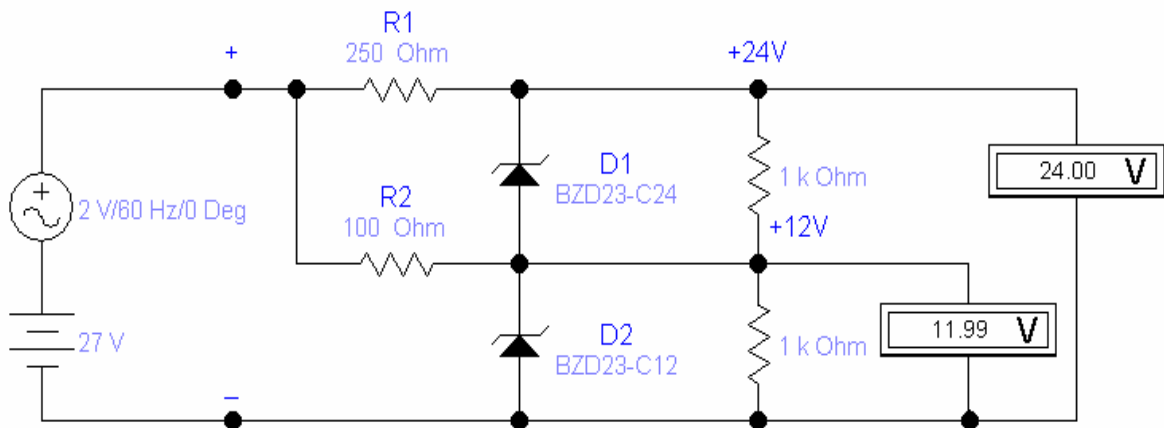 R1
250 Ohm
+
+24V
D1
BZD23-C24
1 k Ohm
24.00 V
+
2 V/60 Hz/0 Deg
R2
100 Ohm
+12V
27 V
D2
BZD23-C12
1 k Ohm
11.99 V
−